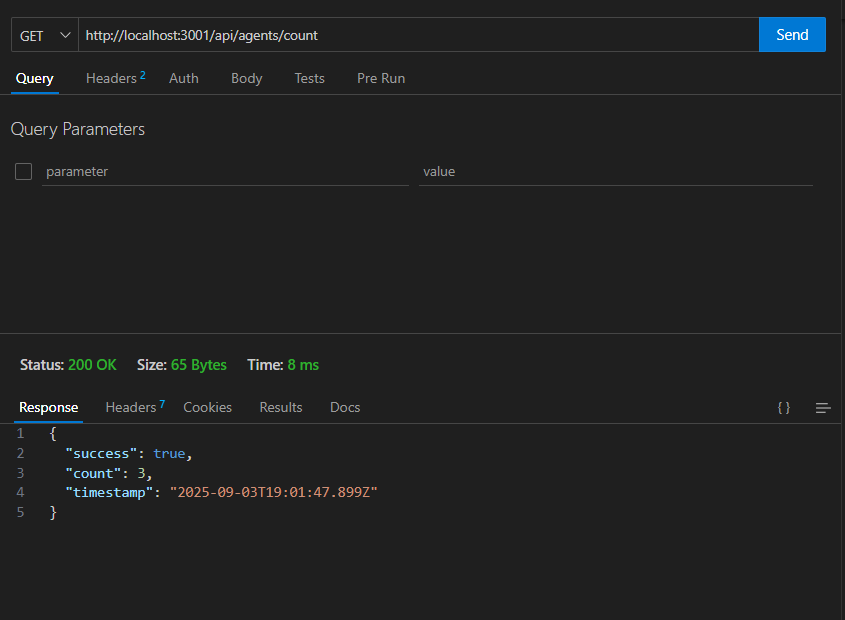 GET http://localhost:3001/api/agents/count Send
Query Headers 2 Auth Body Tests Pre Run
Query Parameters
parameter value
Status: 200 OK Size: 65 Bytes Time: 8 ms
Response Headers 7 Cookies Results Docs { }
1 {
2 "success": true,
3 "count": 3,
4 "timestamp": "2025-09-03T19:01:47.899Z"
5 }